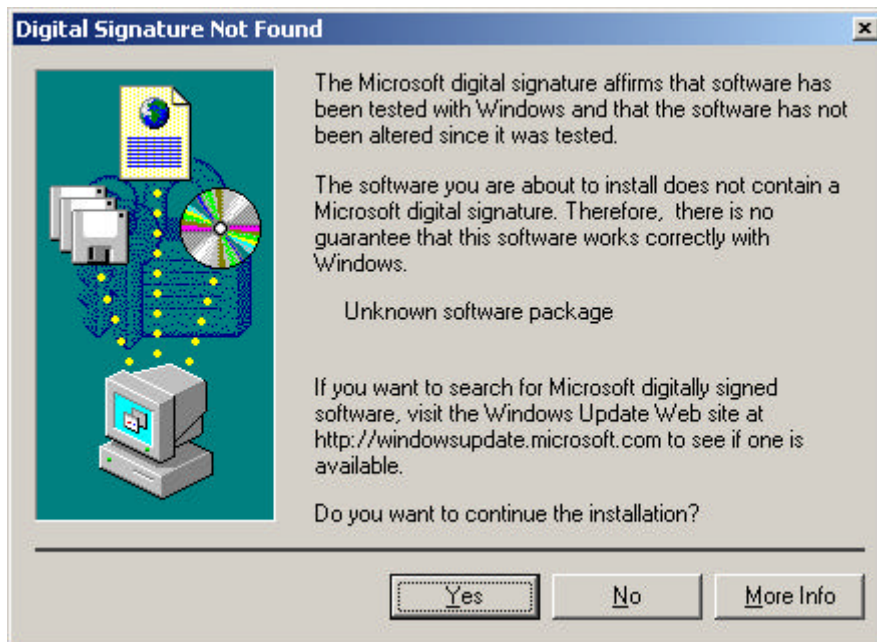 Digital Signature Not Found
The Microsoft digital signature affirms that software has
been tested with Windows and that the software has not
been altered since it was tested.
The software you are about to install does not contain a
Microsoft digital signature. Therefore,  there is no
guarantee that this software works correctly with
Windows.
Unknown software package
If you want to search for Microsoft digitally signed
software, visit the Windows Update Web site at
http://windowsupdate.microsoft.com to see if one is
available.
Do you want to continue the installation?
Yes No More Info